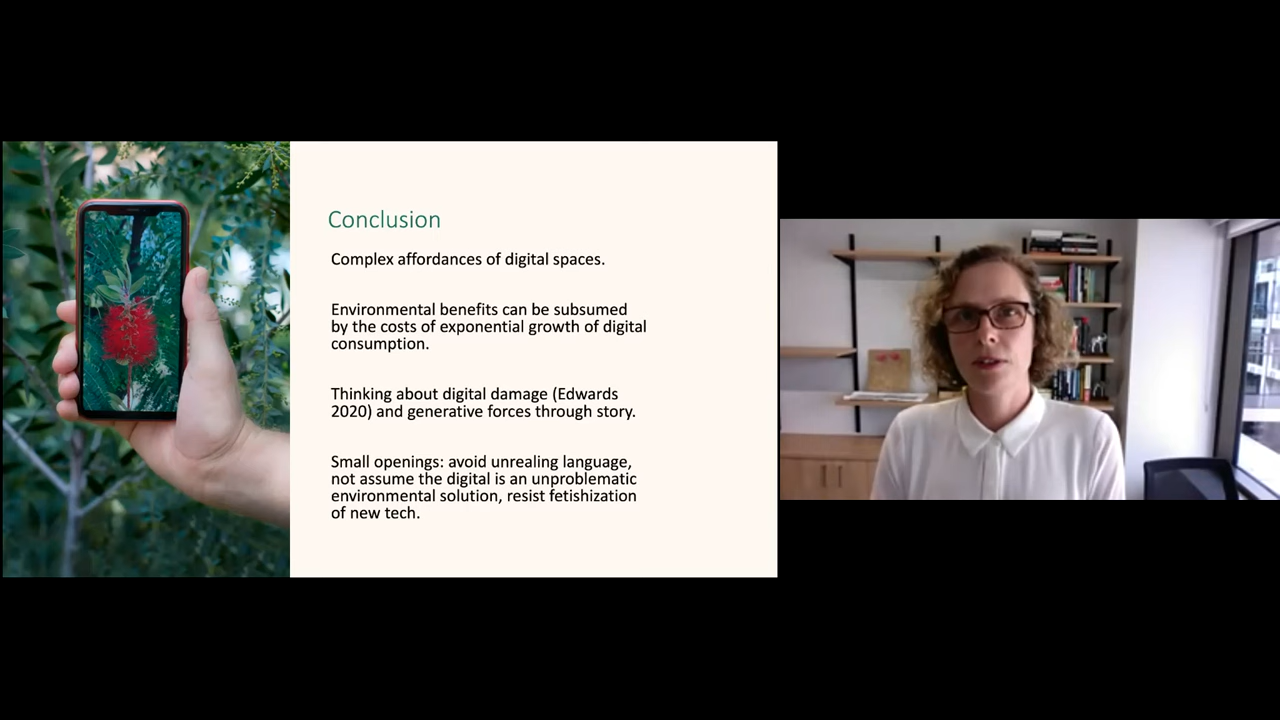 Conclusion
Complex affordances of digital spaces.
Environmental benefits can be subsumed
by the costs of exponential growth of digital
consumption.
Thinking about digital damage (Edwards
2020) and generative forces through story.
Small openings: avoid unrealing language,
not assume the digital is an unproblematic
environmental solution, resist fetishization
of new tech.